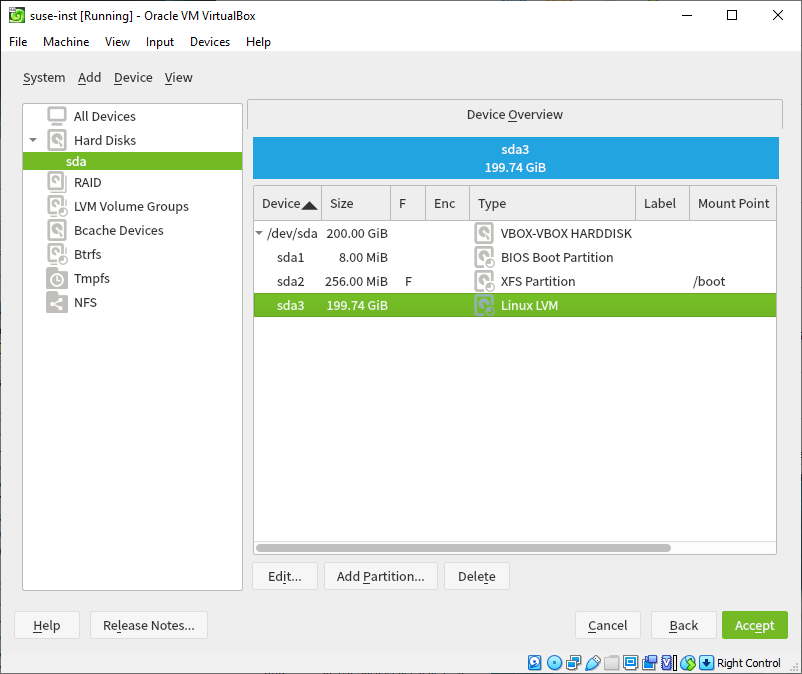 suse-inst [Running] - Oracle VM VirtualBox
File Machine View Input Devices Help
System Add Device View
All Devices
Hard Disks
sda
RAID
LVM Volume Groups
Bcache Devices
Btrfs
Tmpfs
NFS
Device Overview
sda3
199.74 GiB
Device Size F Enc Type Label Mount Point
/dev/sda 200.00 GiB VBOX-VBOX HARDDISK
sda1 8.00 MiB BIOS Boot Partition
sda2 256.00 MiB F XFS Partition /boot
sda3 199.74 GiB Linux LVM
Edit... Add Partition... Delete
Help Release Notes... Cancel Back Accept
Right Control